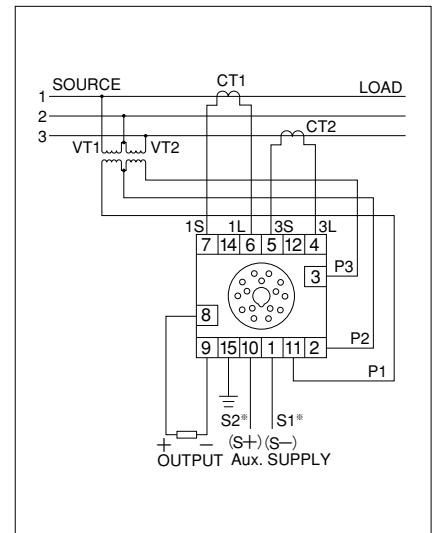 CT1
SOURCE LOAD
1
2
CT2
3
VT1 VT2
1S 1L 3S 3L
7 14 6 5 12 4
3 P3
8
P2
9 15 10 1 11 2
P1
S2※ S1※
+ − (S+) (S−)
OUTPUT Aux. SUPPLY